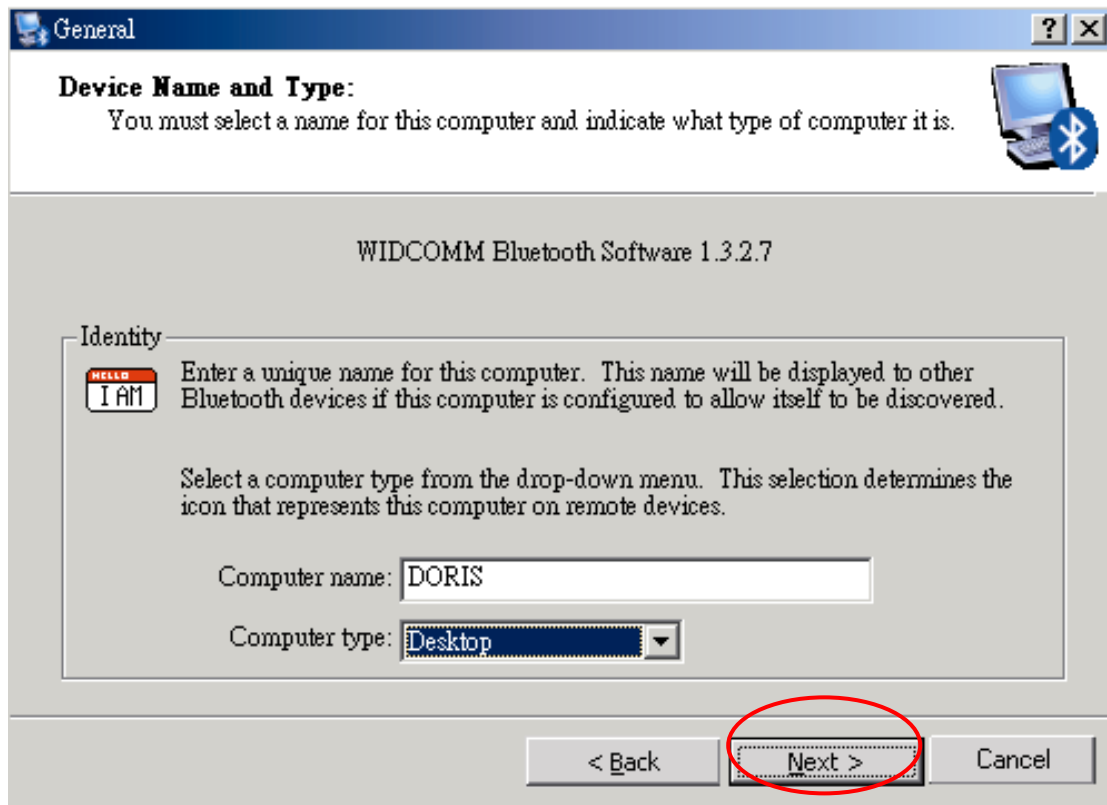 General
Device Name and Type:
You must select a name for this computer and indicate what type of computer it is.
WIDCOMM Bluetooth Software 1.3.2.7
Identity
HELLO
I AM
Enter a unique name for this computer.  This name will be displayed to other
Bluetooth devices if this computer is configured to allow itself to be discovered.
Select a computer type from the drop-down menu.  This selection determines the
icon that represents this computer on remote devices.
Computer name: DORIS
Computer type: Desktop
< Back Next > Cancel